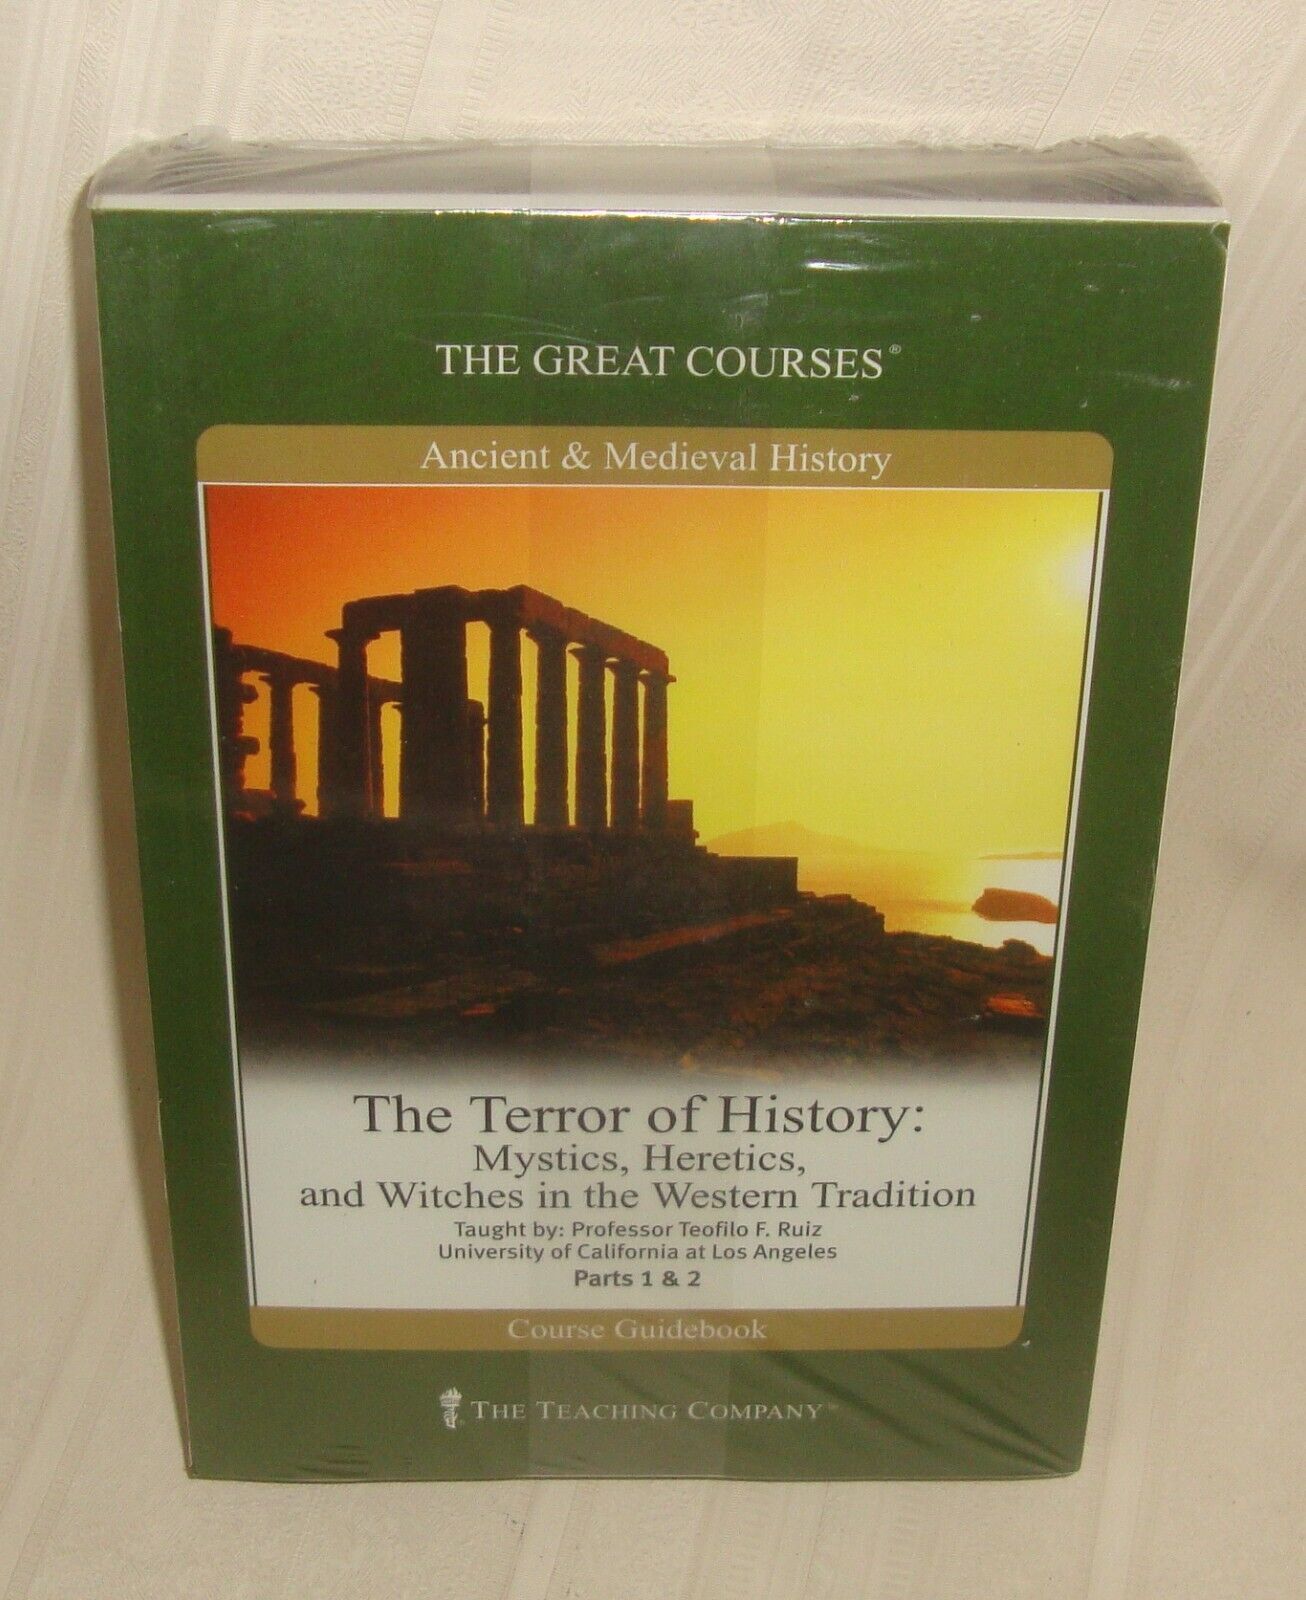 THE GREAT COURSES®
Ancient & Medieval History
The Terror of History:
Mystics, Heretics,
and Witches in the Western Tradition
Taught by: Professor Teofilo F. Ruiz
University of California at Los Angeles
Parts 1 & 2
Course Guidebook
THE TEACHING COMPANY™